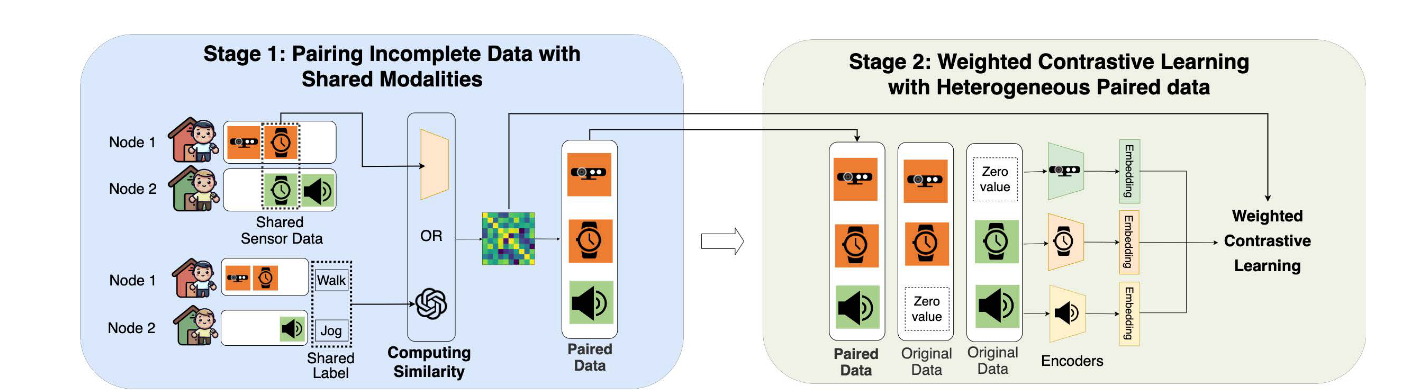 Stage 1: Pairing Incomplete Data with
Shared Modalities
Node 1
Node 2
Shared
Sensor Data
Node 1
Walk
Node 2
Jog
Shared
Label
OR
Computing
Similarity
Paired
Data
Stage 2: Weighted Contrastive Learning
with Heterogeneous Paired data
Zero
value
Zero
value
Paired
Data
Original
Data
Original
Data
Encoders
Embedding
Embedding
Embedding
Weighted
Contrastive
Learning